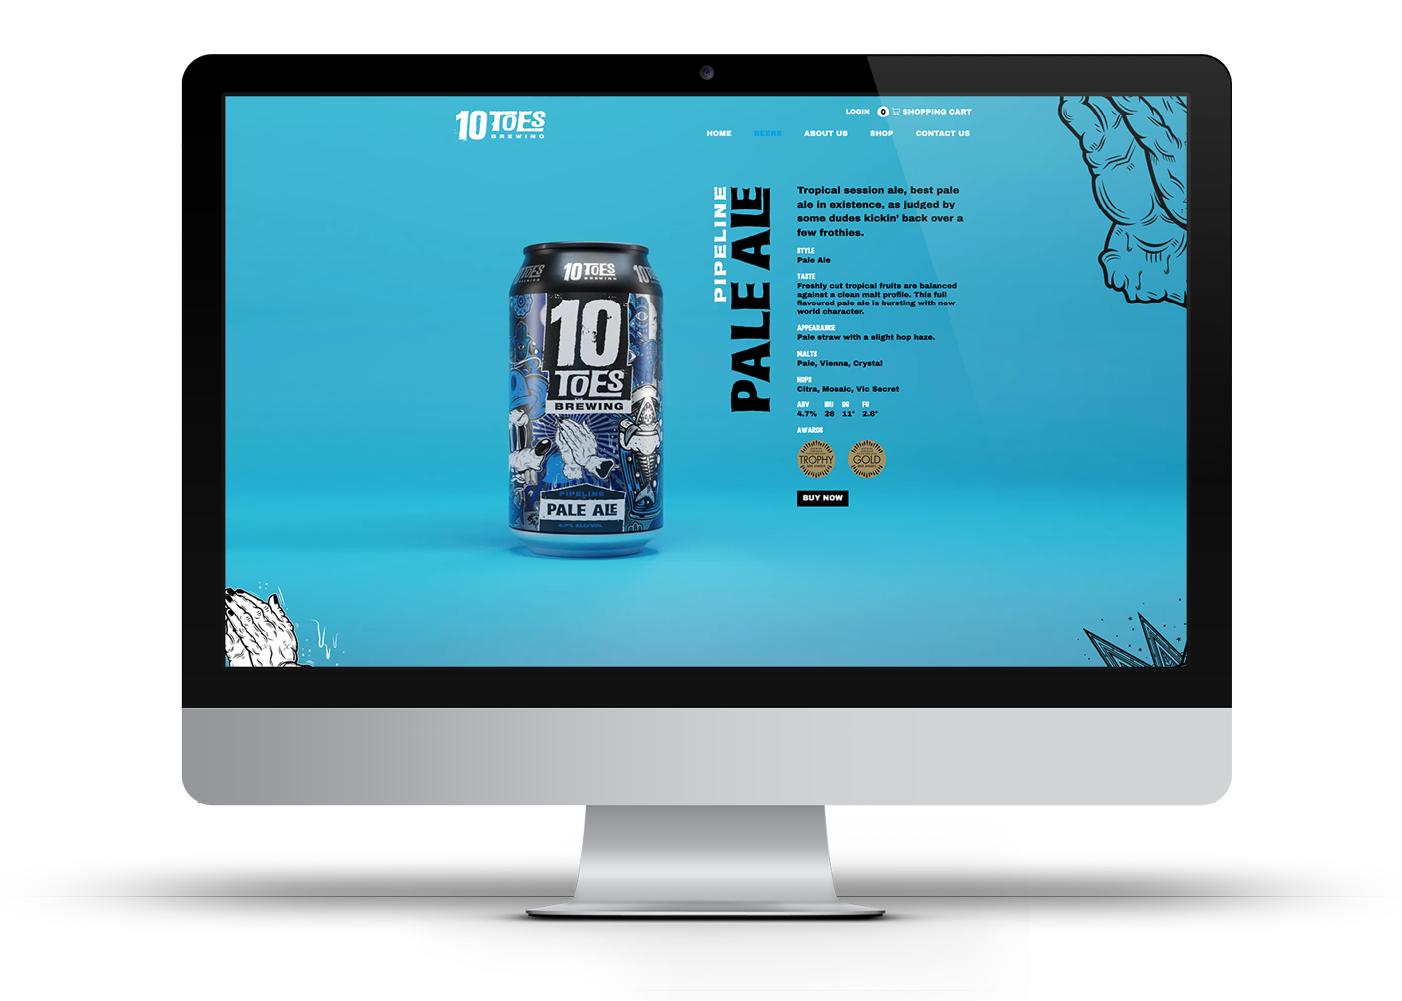 10 TOES
BREWING
LOGIN 0 SHOPPING CART
HOME BEERS ABOUT US SHOP CONTACT US
PIPELINE
PALE ALE
Tropical session ale, best pale
ale in existence, as judged by
some dudes kickin' back over a
few frothies.
STYLE
Pale Ale
TASTE
Freshly cut tropical fruits are balanced
against a clean malt profile. This full
flavoured pale ale is bursting with new
world character.
APPEARANCE
Pale straw with a slight hop haze.
MALTS
Pale, Vienna, Crystal
HOPS
Citra, Mosaic, Vic Secret
ABV IBU OG FG
4.7% 26 11° 2.6°
AWARDS
TROPHY GOLD
BUY NOW
TOES 10 TOES 10
BREWING
10
TOES
BREWING
PIPELINE
PALE ALE
4.7% ALC/VOL